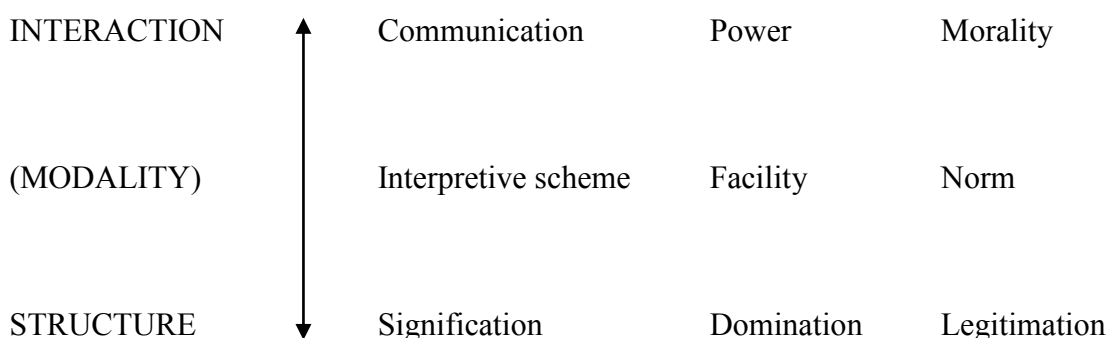 INTERACTION Communication Power Morality
(MODALITY) Interpretive scheme Facility Norm
STRUCTURE Signification Domination Legitimation